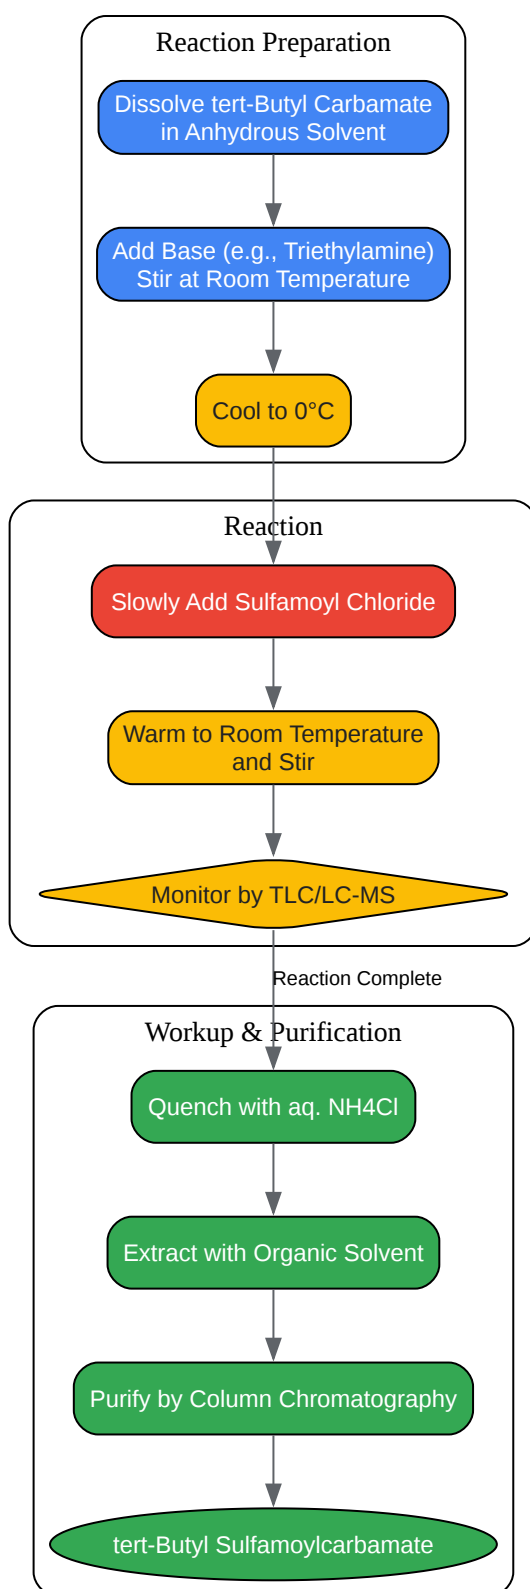 Reaction Preparation
Dissolve tert-Butyl Carbamate
in Anhydrous Solvent
Add Base (e.g., Triethylamine)
Stir at Room Temperature
Cool to 0°C
Reaction
Slowly Add Sulfamoyl Chloride
Warm to Room Temperature
and Stir
Monitor by TLC/LC-MS
Reaction Complete
Workup & Purification
Quench with aq. NH4Cl
Extract with Organic Solvent
Purify by Column Chromatography
tert-Butyl Sulfamoylcarbamate